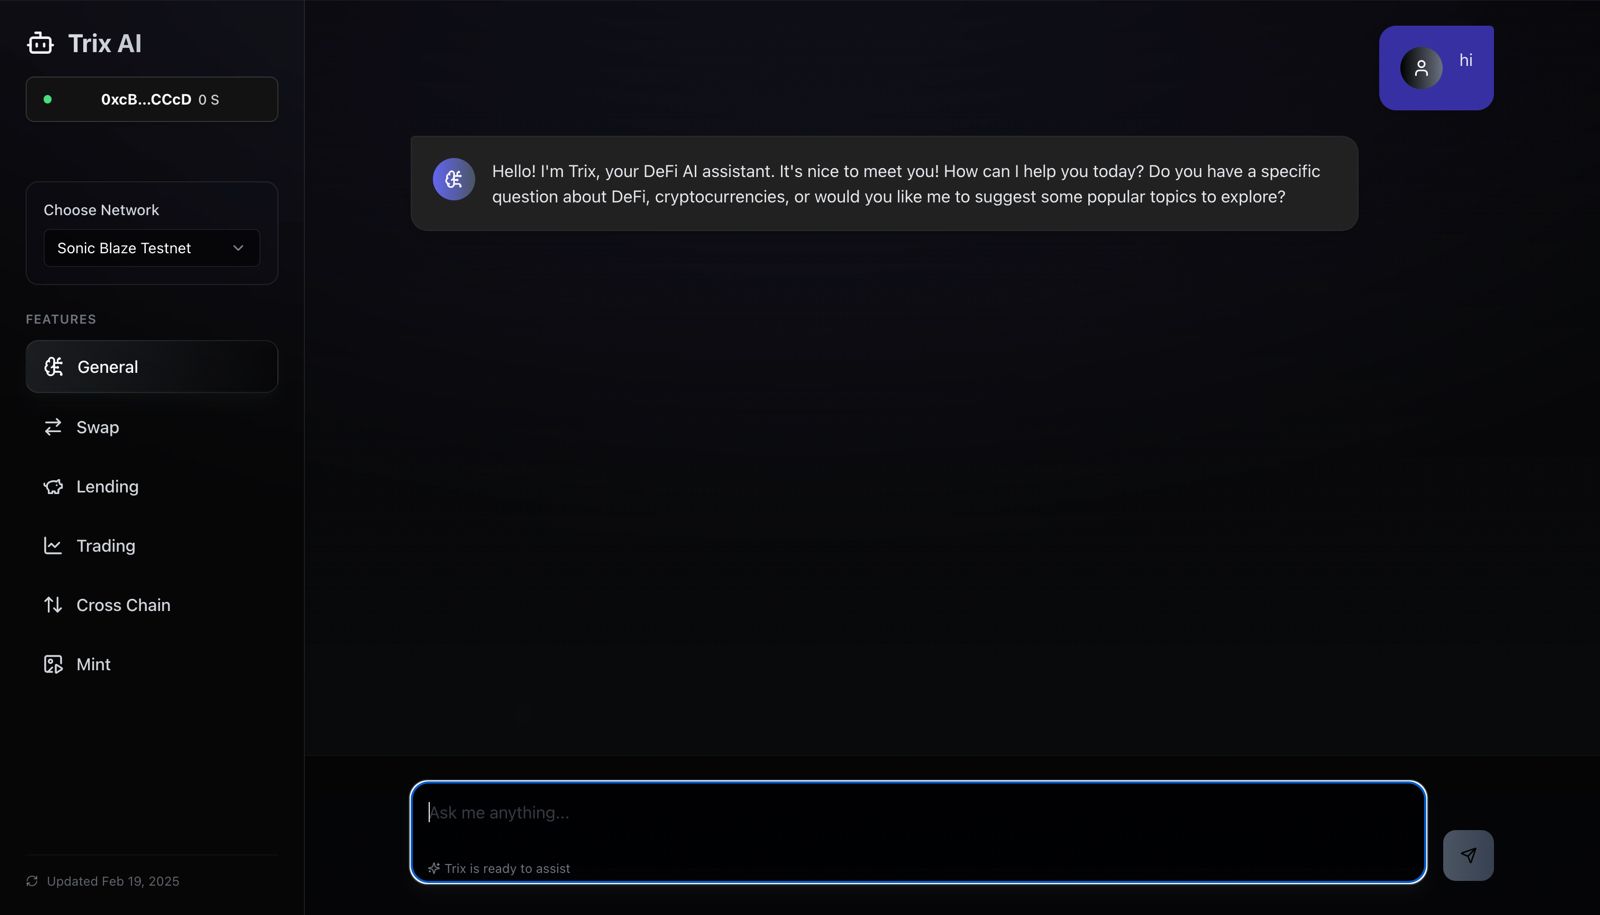 Trix AI
0xcB...CCcD 0 S
Choose Network
Sonic Blaze Testnet
FEATURES
General
Swap
Lending
Trading
Cross Chain
Mint
Updated Feb 19, 2025
hi
Hello! I'm Trix, your DeFi AI assistant. It's nice to meet you! How can I help you today? Do you have a specific
question about DeFi, cryptocurrencies, or would you like me to suggest some popular topics to explore?
Ask me anything...
Trix is ready to assist